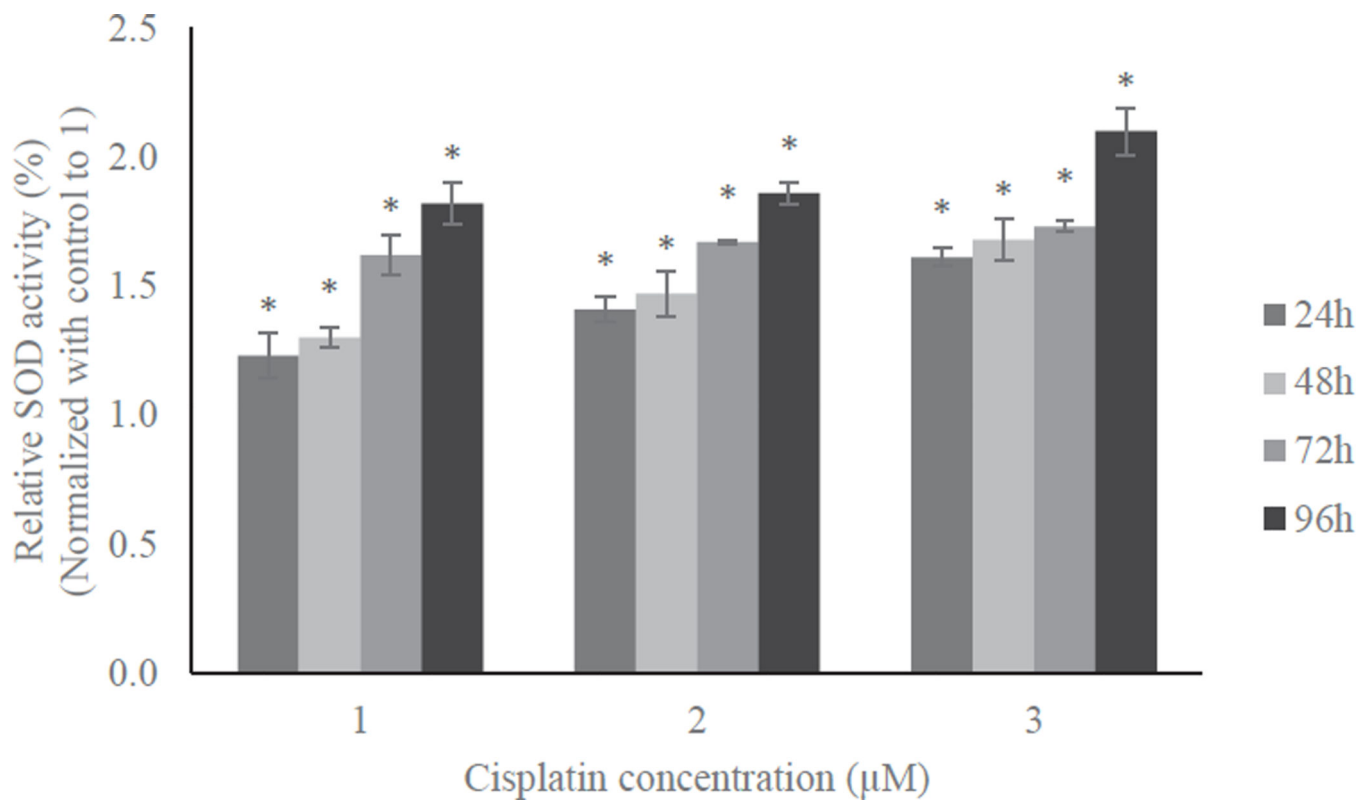 Relative SOD activity (%)
(Normalized with control to 1)
2.5
2.0
1.5
1.0
0.5
0.0
* * * *
* * * *
* * * *
1 2 3
Cisplatin concentration (µM)
24h
48h
72h
96h